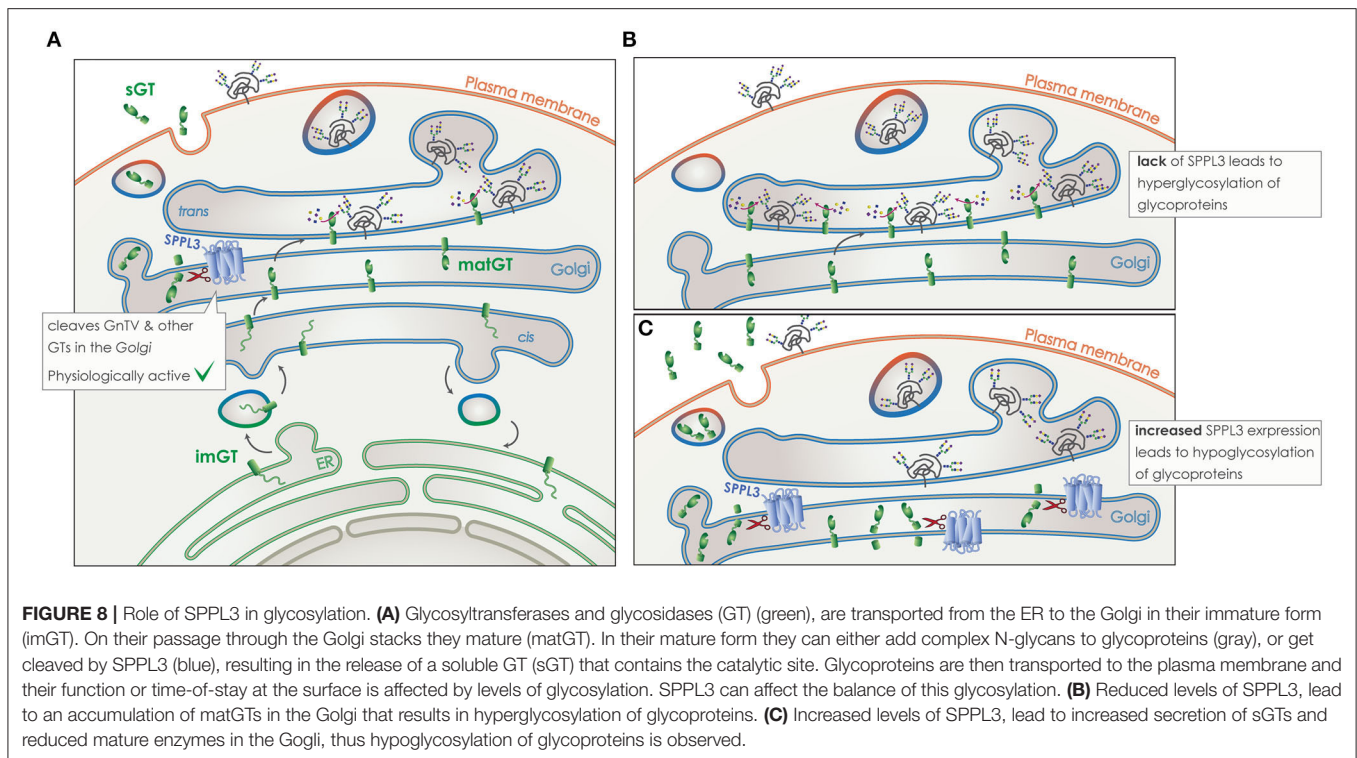 A
sGT
Plasma membrane
trans
SPPL3
Golgi
matGT
cleaves GnTV & other
GTs in the Golgi
Physiologically active
cis
imGT
ER
B
Plasma membrane
lack of SPPL3 leads to
hyperglycosylation of
glycoproteins
Golgi
C
Plasma membrane
increased SPPL3 exrpression
leads to hypoglycosylation
of glycoproteins
SPPL3
Golgi
FIGURE 8 | Role of SPPL3 in glycosylation. (A) Glycosyltransferases and glycosidases (GT) (green), are transported from the ER to the Golgi in their immature form
(imGT). On their passage through the Golgi stacks they mature (matGT). In their mature form they can either add complex N-glycans to glycoproteins (gray), or get
cleaved by SPPL3 (blue), resulting in the release of a soluble GT (sGT) that contains the catalytic site. Glycoproteins are then transported to the plasma membrane and
their function or time-of-stay at the surface is affected by levels of glycosylation. SPPL3 can affect the balance of this glycosylation. (B) Reduced levels of SPPL3, lead
to an accumulation of matGTs in the Golgi that results in hyperglycosylation of glycoproteins. (C) Increased levels of SPPL3, lead to increased secretion of sGTs and
reduced mature enzymes in the Gogli, thus hypoglycosylation of glycoproteins is observed.